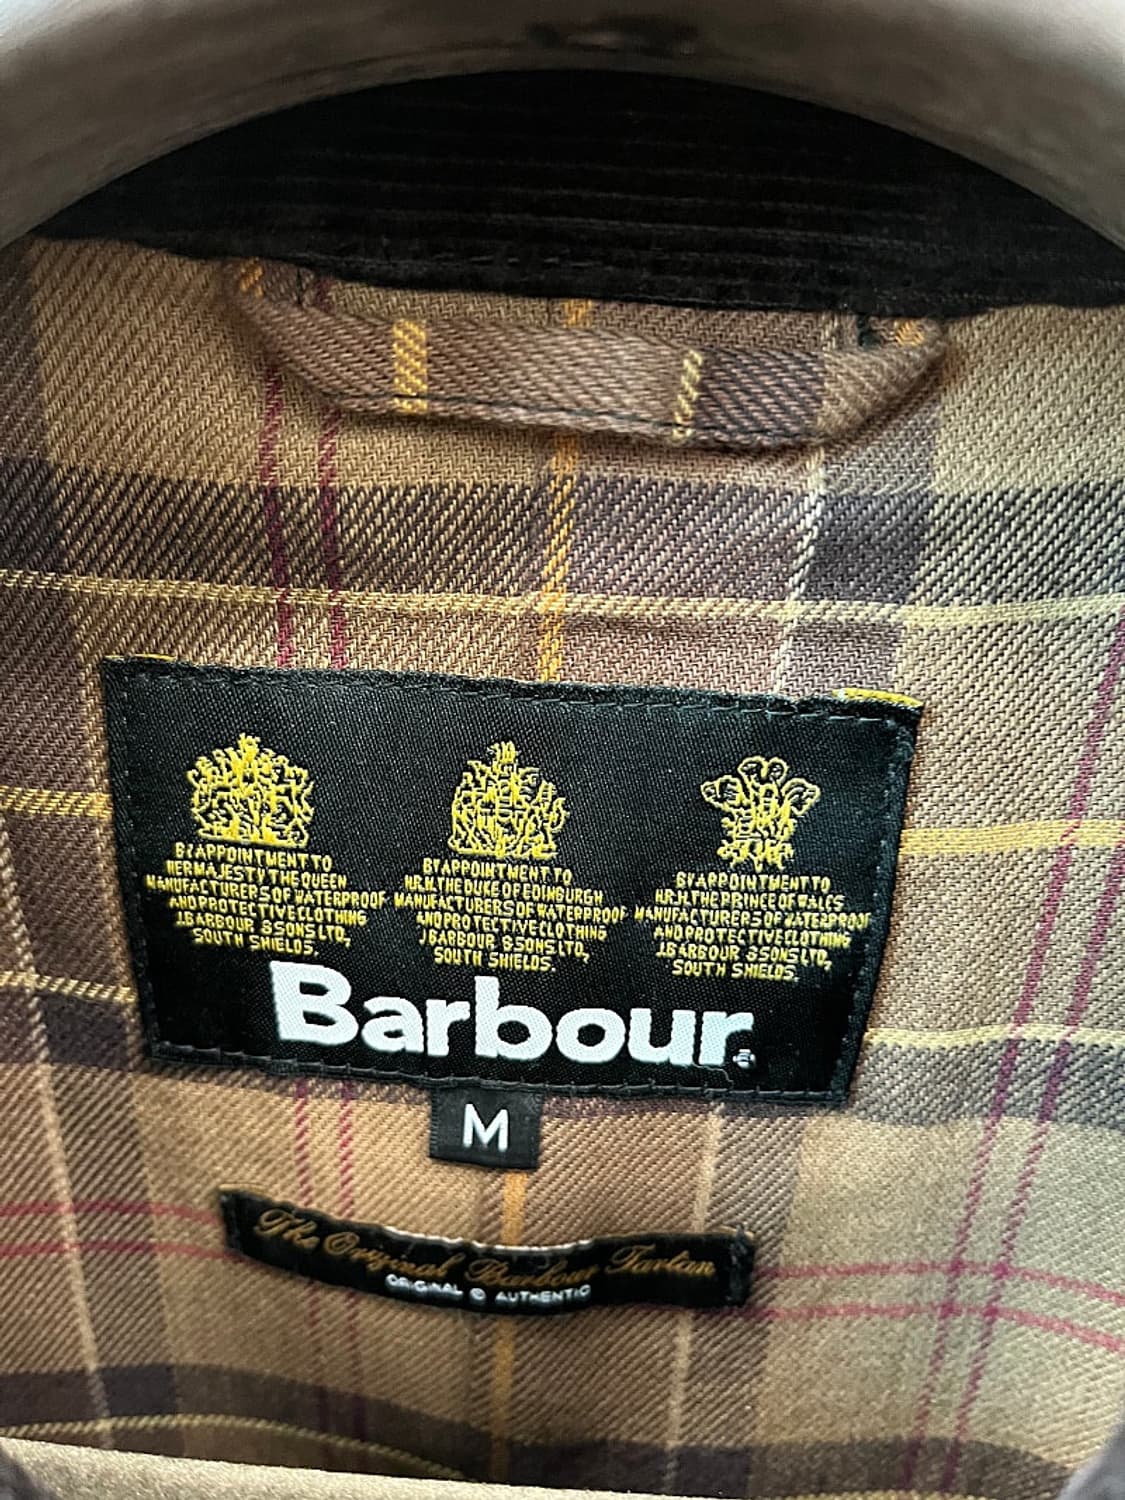 BY APPOINTMENT TO
HER MAJESTY THE QUEEN
MANUFACTURERS OF WATERPROOF
AND PROTECTIVE CLOTHING
J.BARBOUR & SONS LTD,
SOUTH SHIELDS.
BY APPOINTMENT TO
H.R.H. THE DUKE OF EDINBURGH
MANUFACTURERS OF WATERPROOF
AND PROTECTIVE CLOTHING
J.BARBOUR & SONS LTD,
SOUTH SHIELDS.
BY APPOINTMENT TO
H.R.H. THE PRINCE OF WALES
MANUFACTURERS OF WATERPROOF
AND PROTECTIVE CLOTHING
J.BARBOUR & SONS LTD,
SOUTH SHIELDS.
Barbour®
M
The Original Barbour Tartan
ORIGINAL © AUTHENTIC